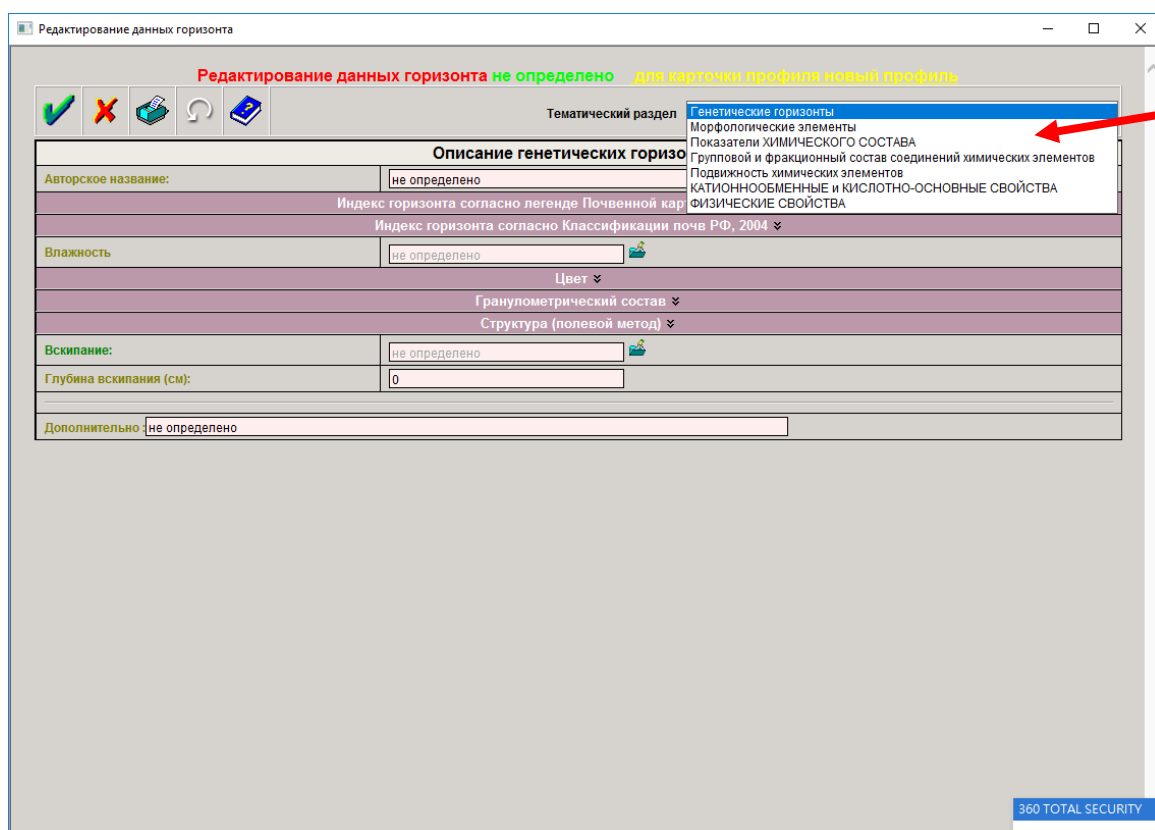 Редактирование данных горизонта
Редактирование данных горизонта не определено для карточки профиля новый профиль
Тематический раздел
Генетические горизонты
Морфологические элементы
Показатели ХИМИЧЕСКОГО СОСТАВА
Групповой и фракционный состав соединений химических элементов
Подвижность химических элементов
КАТИОННООБМЕННЫЕ и КИСЛОТНО-ОСНОВНЫЕ СВОЙСТВА
ФИЗИЧЕСКИЕ СВОЙСТВА
Описание генетических горизо
Авторское название: не определено
Индекс горизонта согласно легенде Почвенной кар
Индекс горизонта согласно Классификации почв РФ, 2004
Влажность не определено
Цвет
Гранулометрический состав
Структура (полевой метод)
Вскипание: не определено
Глубина вскипания (см): 0
Дополнительно : не определено
360 TOTAL SECURITY